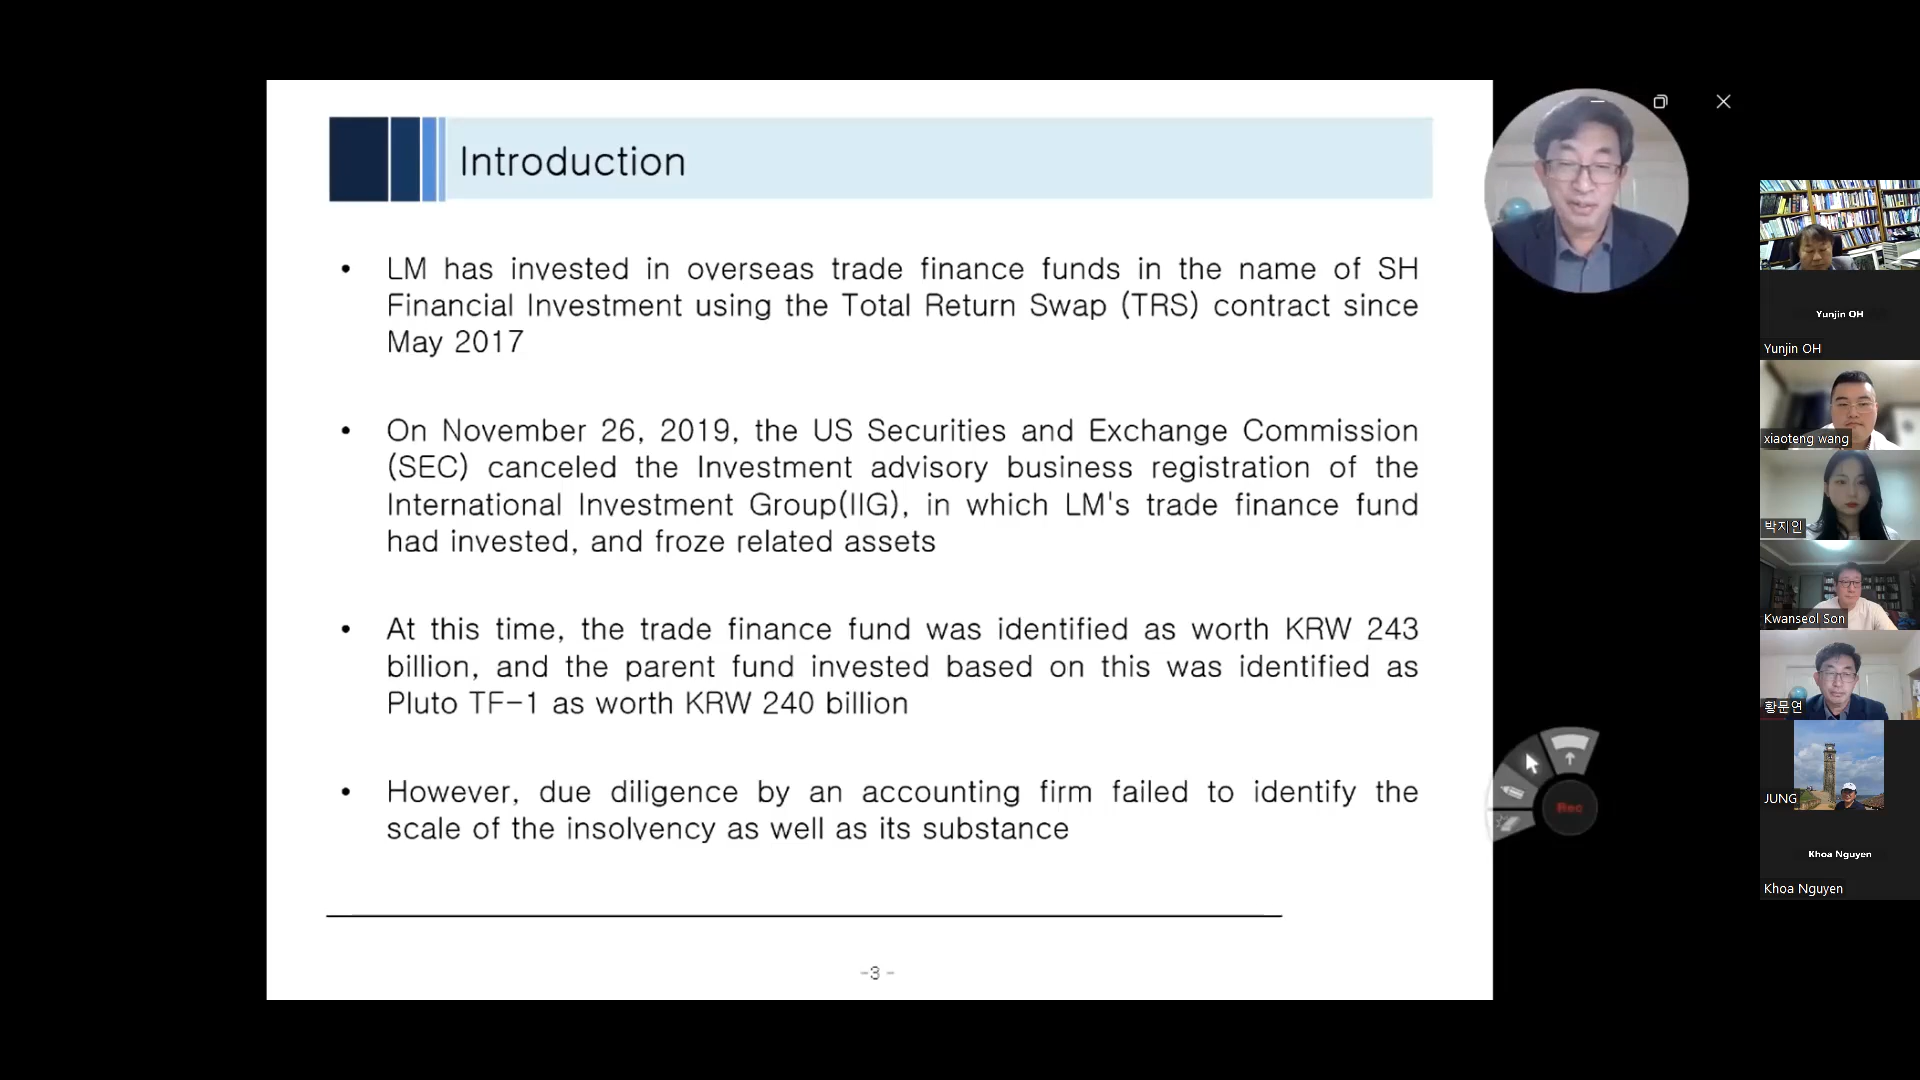 Introduction
• LM has invested in overseas trade finance funds in the name of SH
Financial Investment using the Total Return Swap (TRS) contract since
May 2017
• On November 26, 2019, the US Securities and Exchange Commission
(SEC) canceled the Investment advisory business registration of the
International Investment Group(IIG), in which LM's trade finance fund
had invested, and froze related assets
• At this time, the trade finance fund was identified as worth KRW 243
billion, and the parent fund invested based on this was identified as
Pluto TF-1 as worth KRW 240 billion
• However, due diligence by an accounting firm failed to identify the
scale of the insolvency as well as its substance
-3 -
Rec
Yunjin OH
Yunjin OH
xiaoteng wang
박지인
Kwanseol Son
황문연
JUNG
Khoa Nguyen
Khoa Nguyen